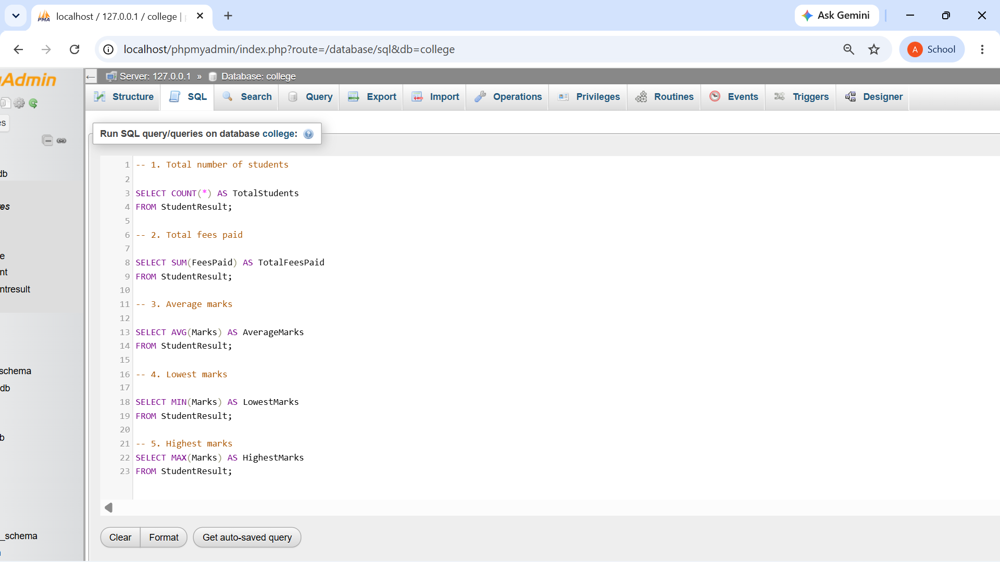 localhost / 127.0.0.1 / college |
Ask Gemini
localhost/phpmyadmin/index.php?route=/database/sql&db=college
A School
Admin
Server: 127.0.0.1 » Database: college
Structure SQL Search Query Export Import Operations Privileges Routines Events Triggers Designer
es
Run SQL query/queries on database college:
db
es
e
nt
ntresult
schema
db
b
_schema
1 -- 1. Total number of students
2
3 SELECT COUNT(*) AS TotalStudents
4 FROM StudentResult;
5
6 -- 2. Total fees paid
7
8 SELECT SUM(FeesPaid) AS TotalFeesPaid
9 FROM StudentResult;
10
11 -- 3. Average marks
12
13 SELECT AVG(Marks) AS AverageMarks
14 FROM StudentResult;
15
16 -- 4. Lowest marks
17
18 SELECT MIN(Marks) AS LowestMarks
19 FROM StudentResult;
20
21 -- 5. Highest marks
22 SELECT MAX(Marks) AS HighestMarks
23 FROM StudentResult;
Clear Format Get auto-saved query